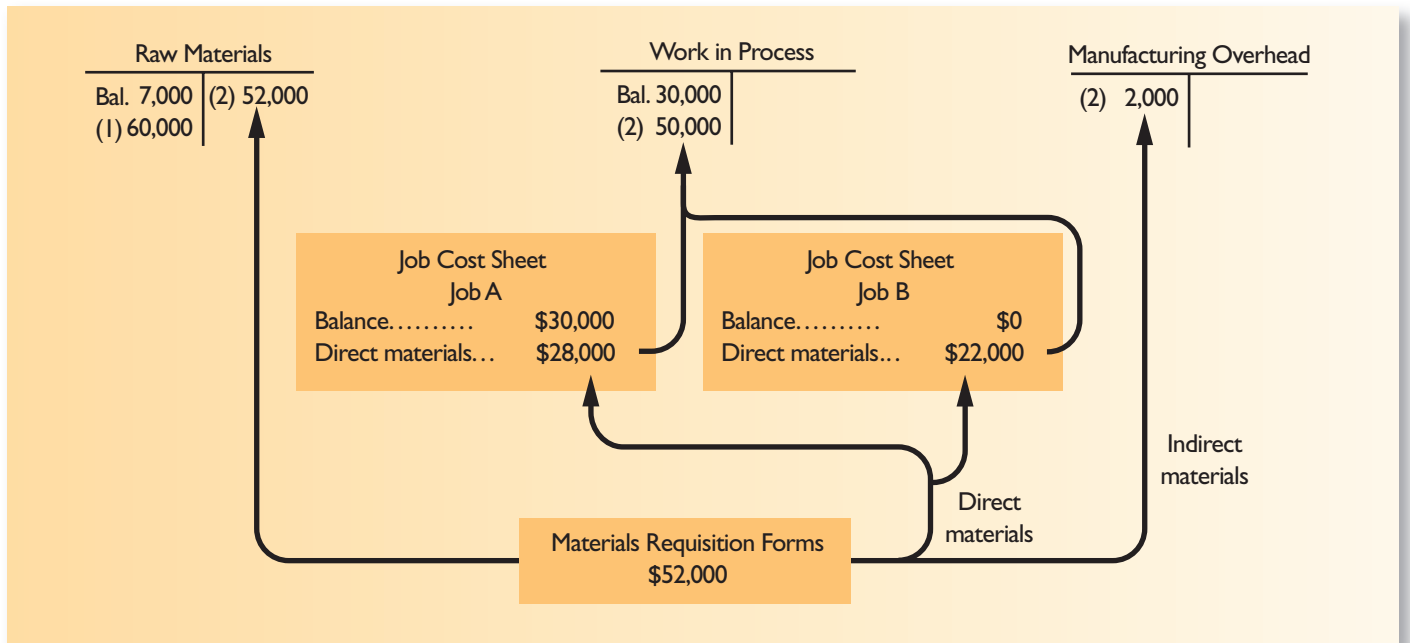 Raw Materials
Bal. 7,000 (2) 52,000
(1) 60,000
Work in Process
Bal. 30,000
(2) 50,000
Manufacturing Overhead
(2) 2,000
Job Cost Sheet
Job A
Balance.......... $30,000
Direct materials... $28,000
Job Cost Sheet
Job B
Balance.......... $0
Direct materials... $22,000
Indirect
materials
Direct
materials
Materials Requisition Forms
$52,000